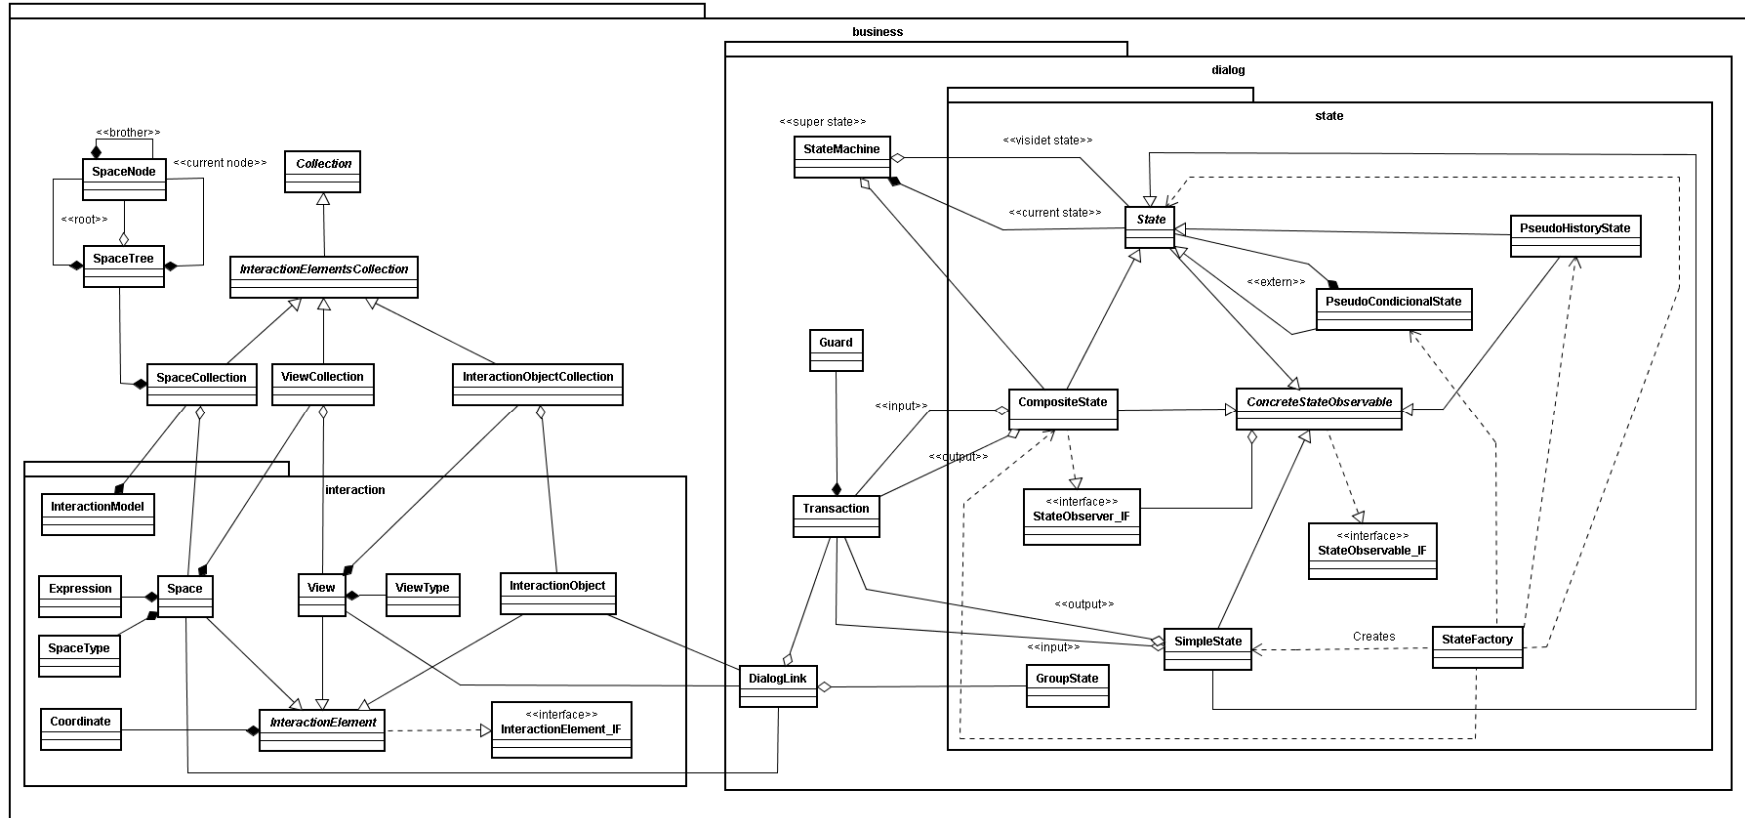 business
dialog
state
<<brother>>
SpaceNode
<<current node>>
<<root>>
SpaceTree
Collection
InteractionElementsCollection
SpaceCollection
ViewCollection
InteractionObjectCollection
interaction
InteractionModel
Expression
Space
SpaceType
View
ViewType
InteractionObject
Coordinate
InteractionElement
<<interface>>
InteractionElement_IF
<<super state>>
StateMachine
<<visidet state>>
<<current state>>
State
PseudoHistoryState
<<extern>>
PseudoCondicionalState
Guard
<<input>>
CompositeState
ConcreteStateObservable
<<output>>
Transaction
<<interface>>
StateObserver_IF
<<interface>>
StateObservable_IF
<<output>>
<<input>>
SimpleState
Creates
StateFactory
DialogLink
GroupState